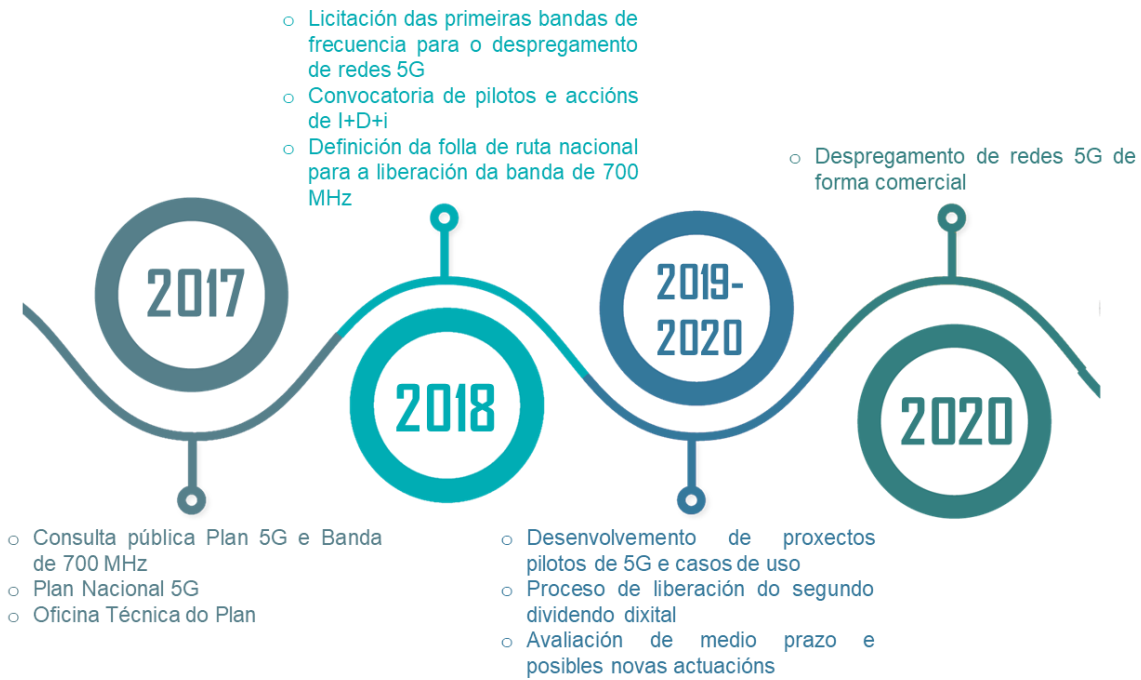 o Licitación das primeiras bandas de
frecuencia para o despregamento
de redes 5G
o Convocatoria de pilotos e accións
de I+D+i
o Definición da folla de ruta nacional
para a liberación da banda de 700
MHz
o Despregamento de redes 5G de
forma comercial
2017
2018
2019-
2020
2020
o Consulta pública Plan 5G e Banda
de 700 MHz
o Plan Nacional 5G
o Oficina Técnica do Plan
o Desenvolvemento de proxectos
pilotos de 5G e casos de uso
o Proceso de liberación do segundo
dividendo dixital
o Avaliación de medio prazo e
posibles novas actuacións